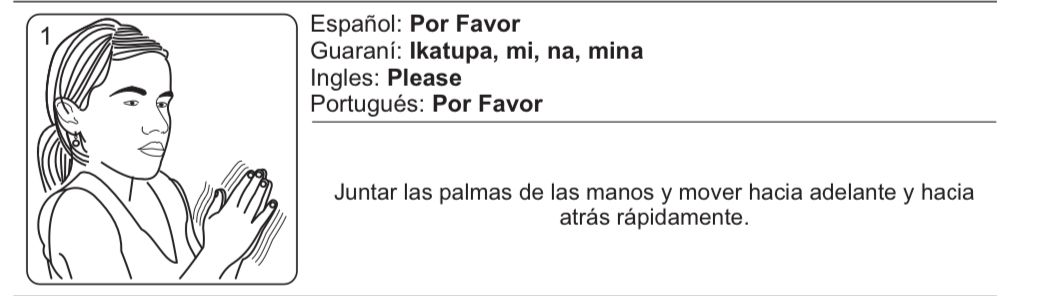 1
Español: Por Favor
Guaraní: Ikatupa, mi, na, mina
Ingles: Please
Portugués: Por Favor
Juntar las palmas de las manos y mover hacia adelante y hacia
atrás rápidamente.